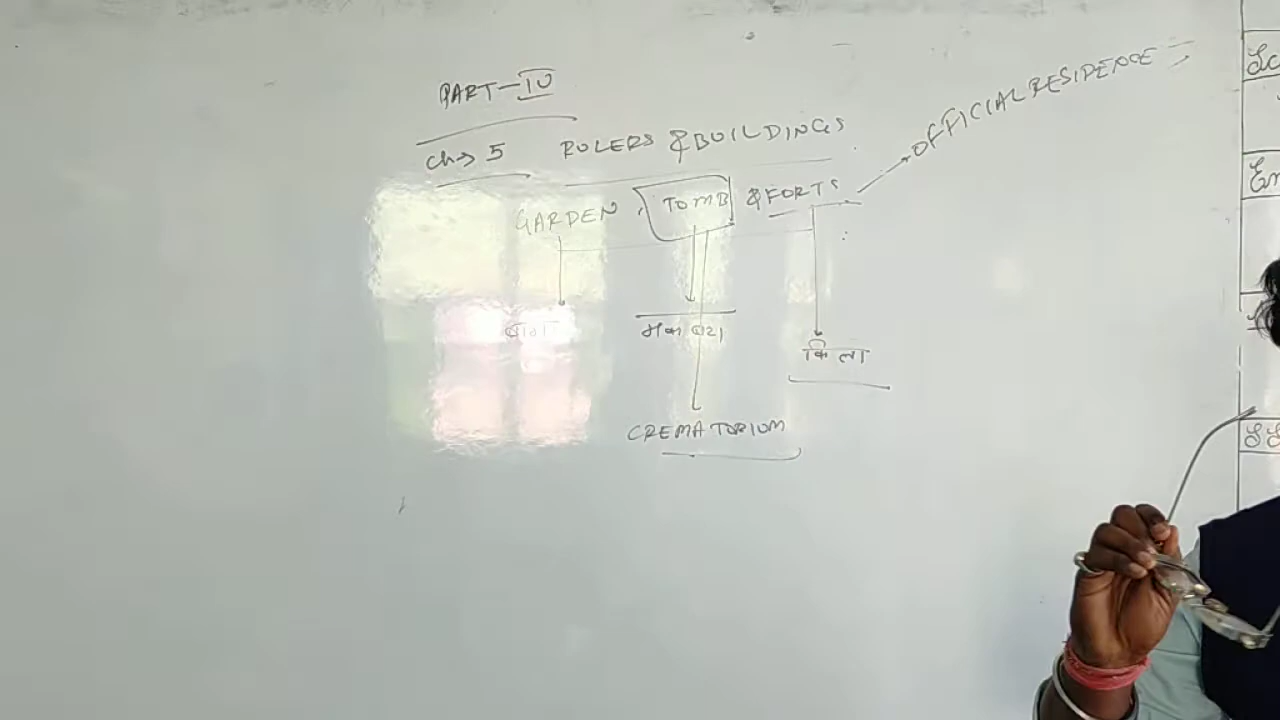 PART-IV
Ch→5 RULERS & BUILDINGS
GARDEN, TOMB & FORTS → OFFICIAL RESIDENCE
मकबरा
किला
CREMATORIUM